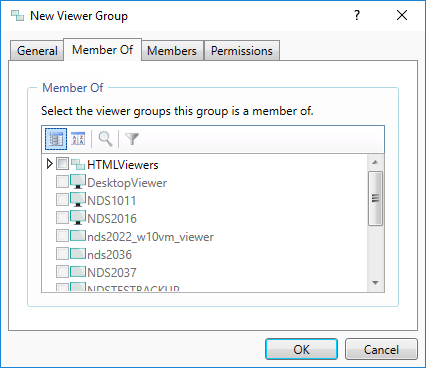 New Viewer Group
General Member Of Members Permissions
Member Of
Select the viewer groups this group is a member of.
HTMLViewers
DesktopViewer
NDS1011
NDS2016
nds2022_w10vm_viewer
nds2036
NDS2037
NDSTESTBACKUP
OK Cancel